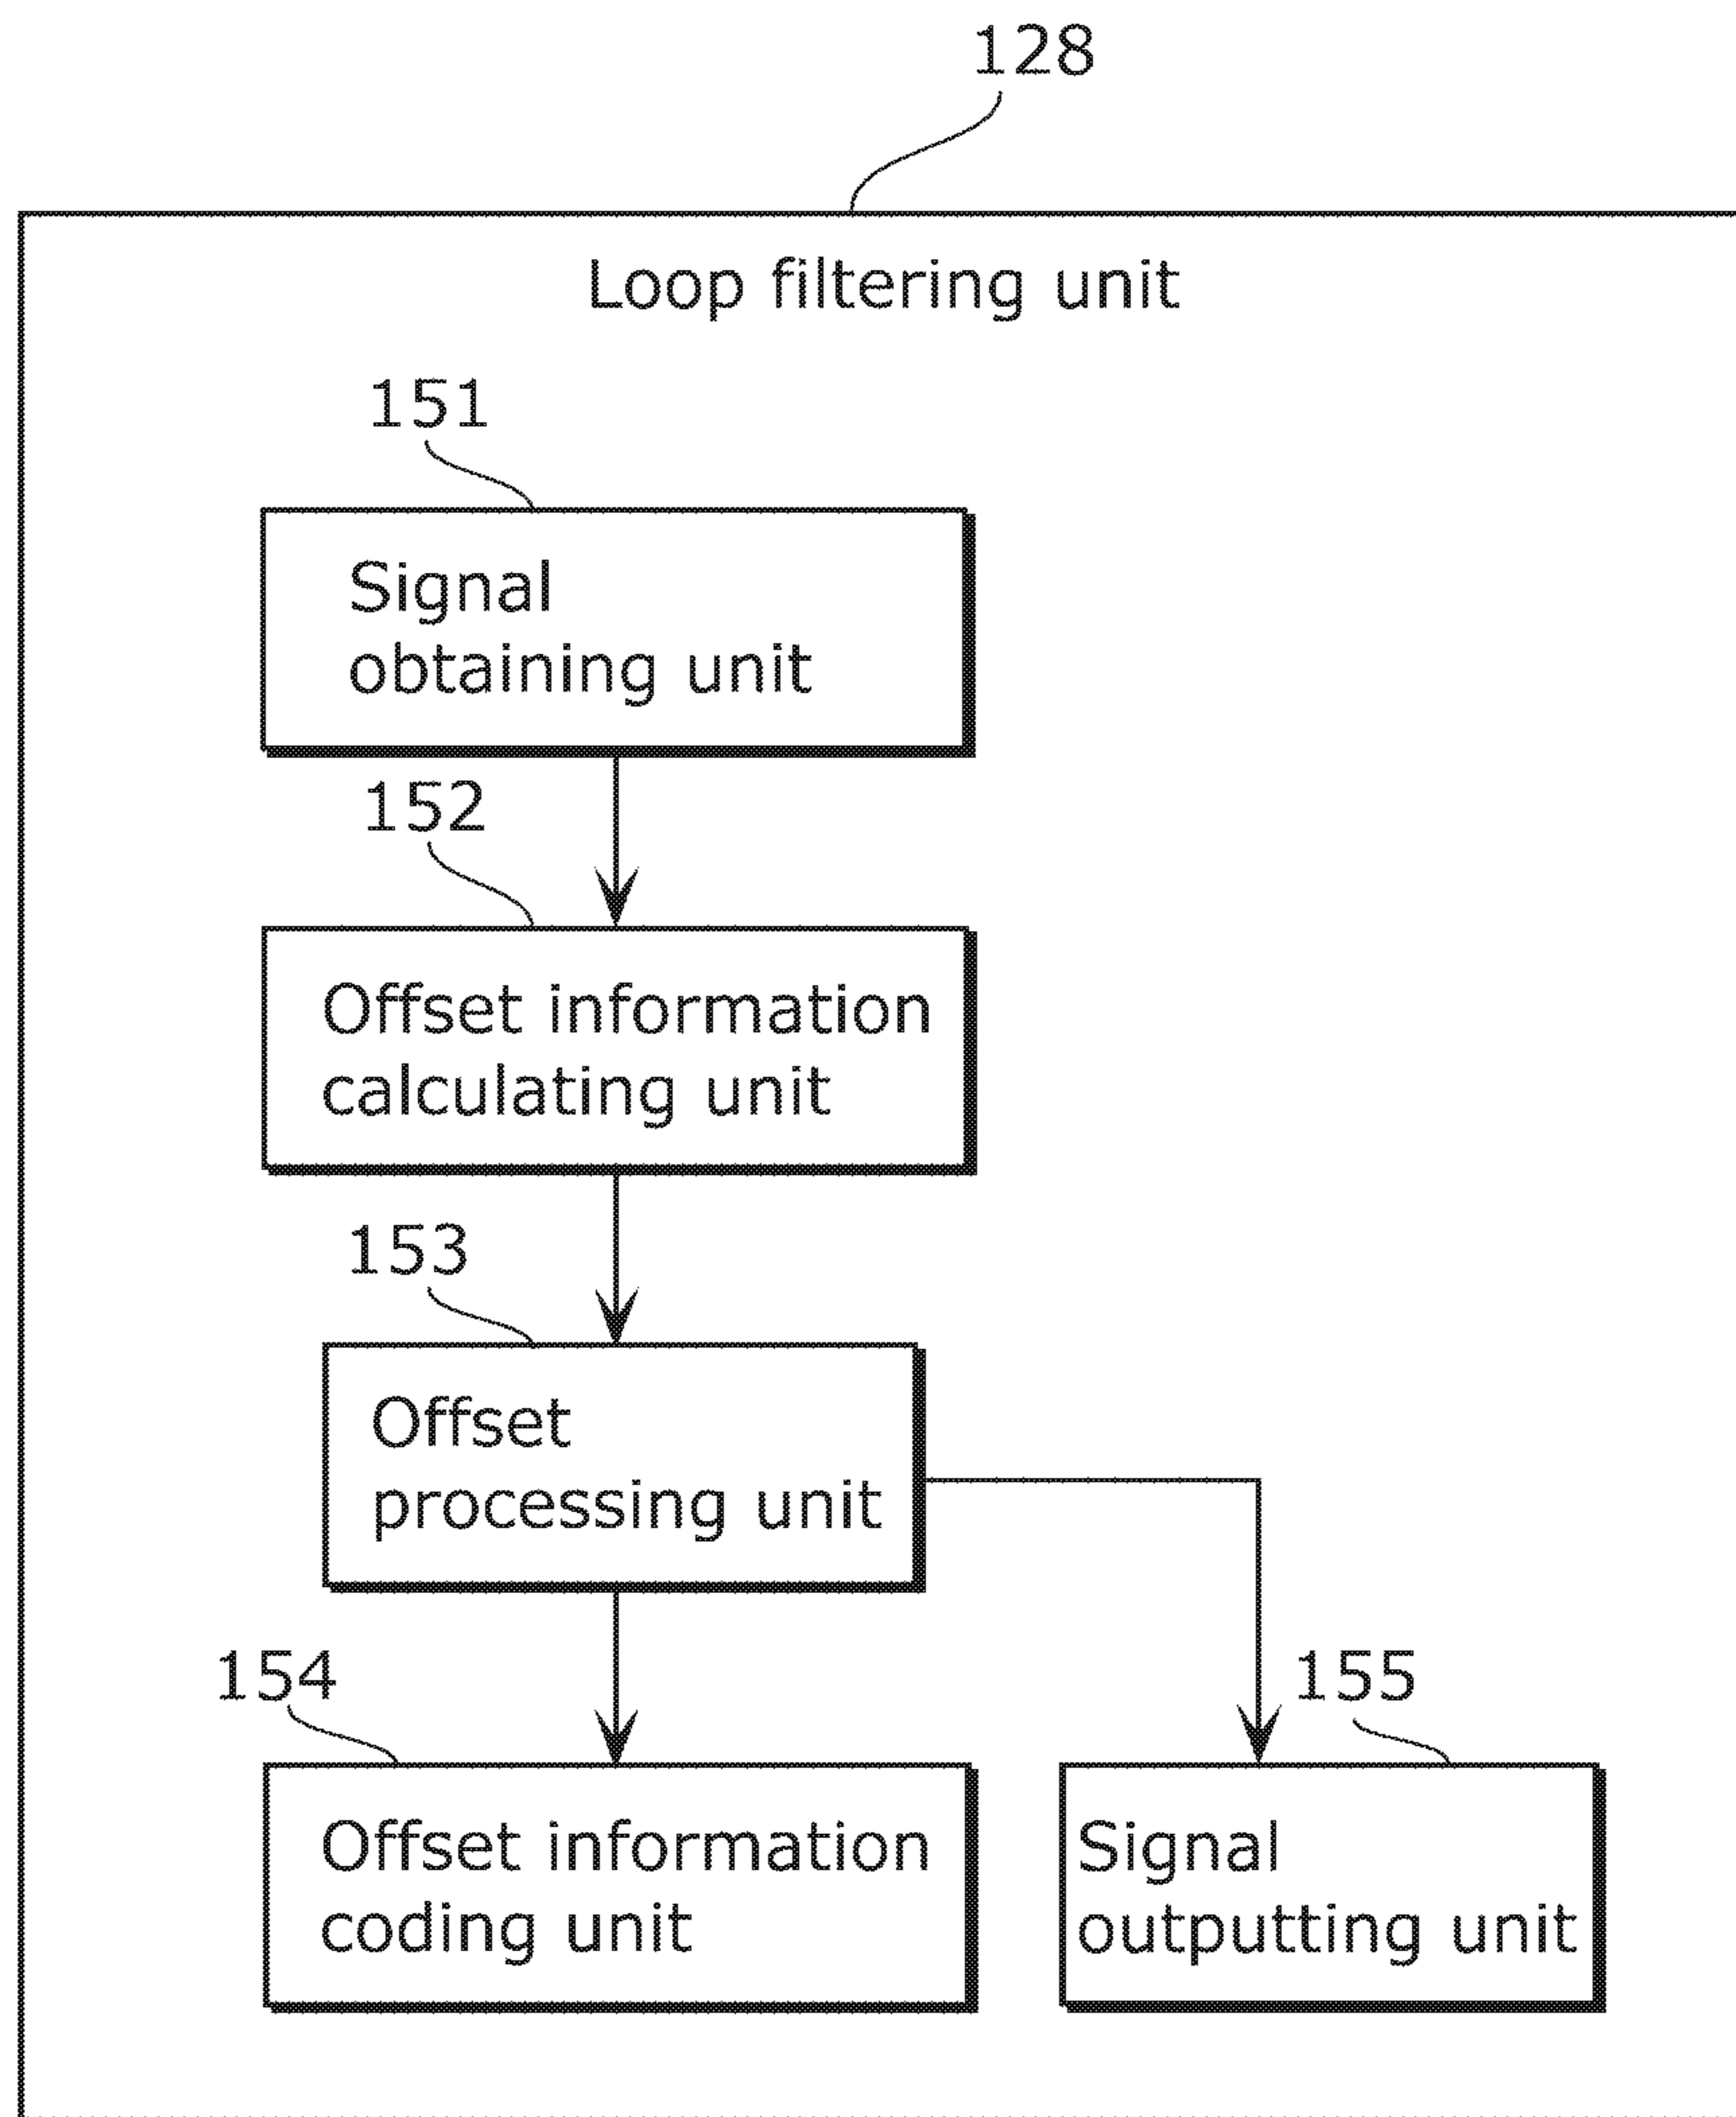 128
Loop filtering unit
151
Signal
obtaining unit
152
Offset information
calculating unit
153
Offset
processing unit
154
Offset information
coding unit
155
Signal
outputting unit